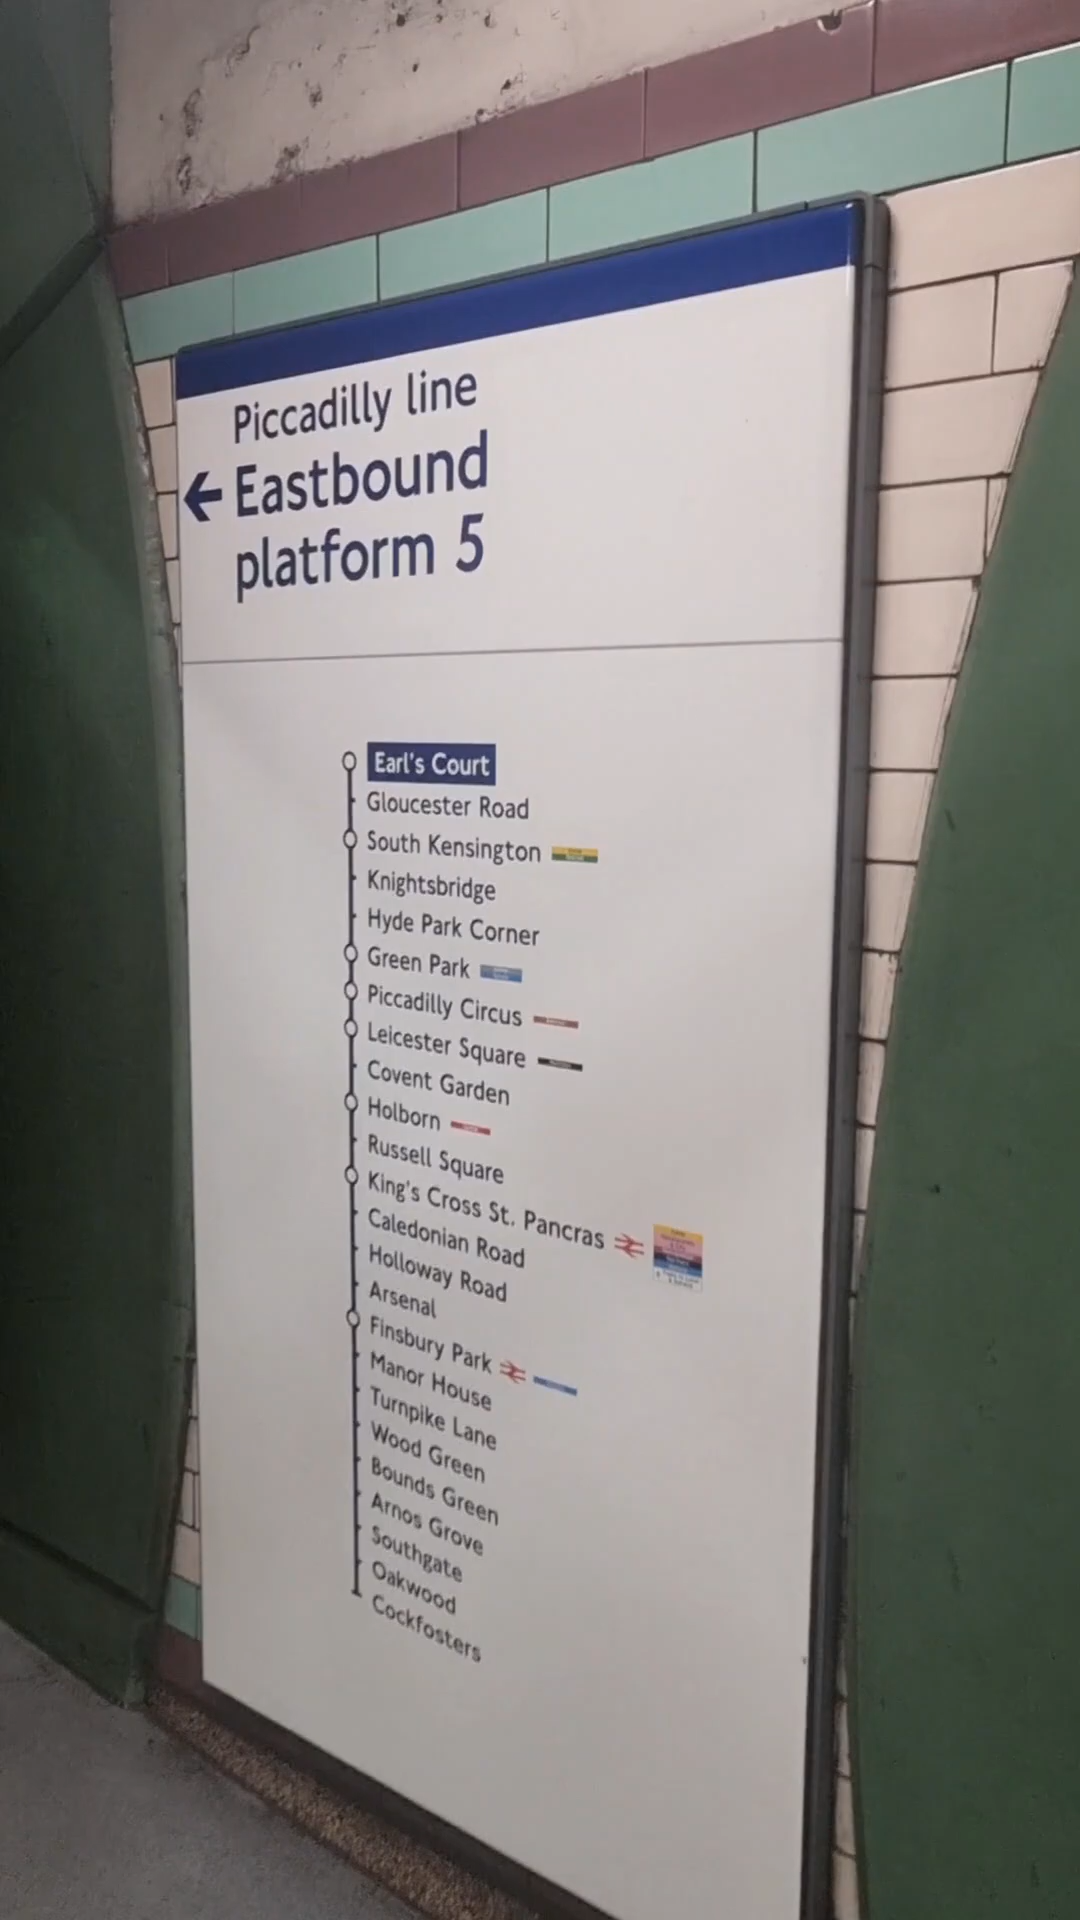 Piccadilly line
← Eastbound
platform 5
Earl's Court
Gloucester Road
South Kensington
Knightsbridge
Hyde Park Corner
Green Park
Piccadilly Circus
Leicester Square
Covent Garden
Holborn
Russell Square
King's Cross St. Pancras
Caledonian Road
Holloway Road
Arsenal
Finsbury Park
Manor House
Turnpike Lane
Wood Green
Bounds Green
Arnos Grove
Southgate
Oakwood
Cockfosters